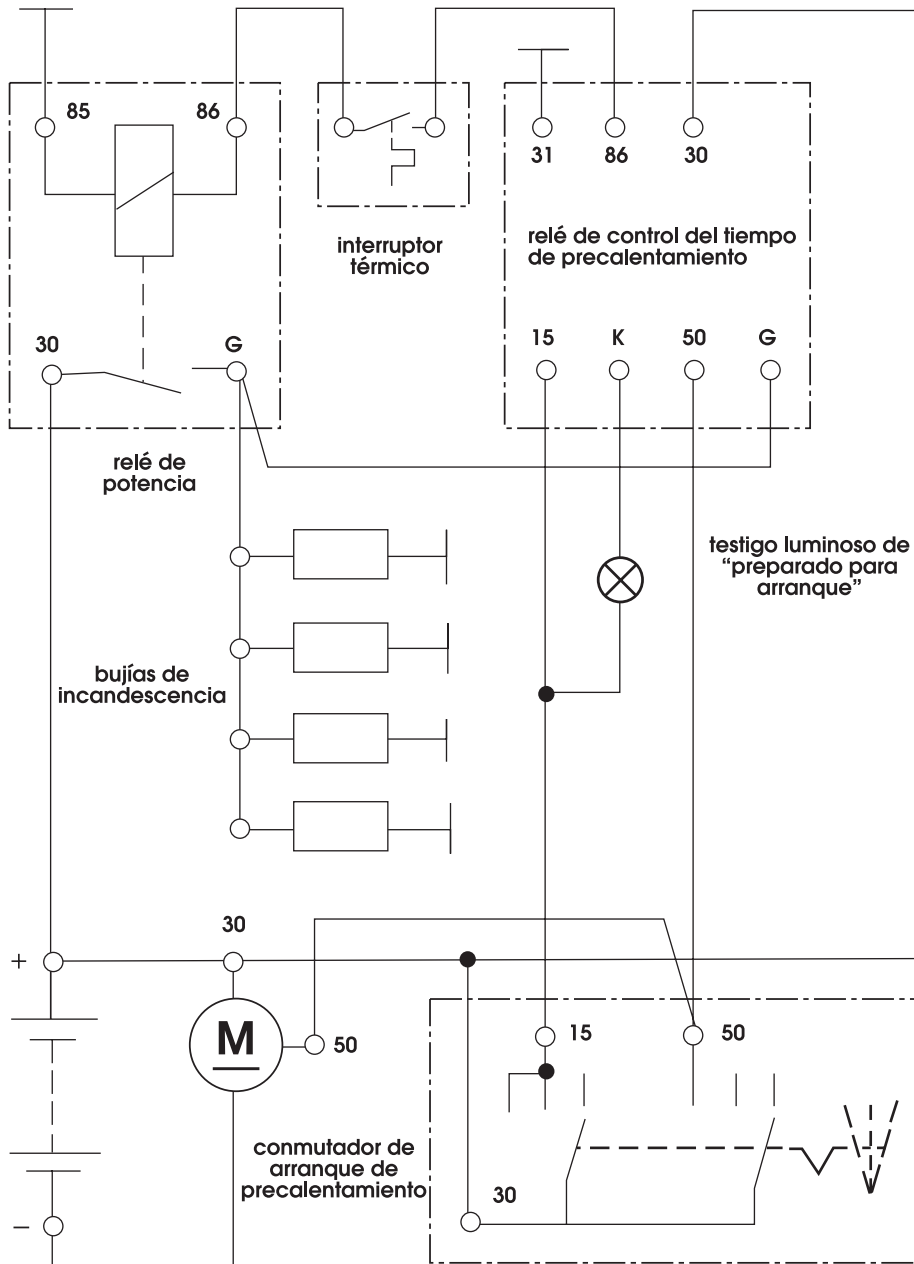 85
86
31
86
30
interruptor
térmico
relé de control del tiempo
de precalentamiento
30
G
15
K
50
G
relé de
potencia
testigo luminoso de
“preparado para
arranque”
bujías de
incandescencia
30
+
M
50
15
50
conmutador de
arranque de
precalentamiento
30
−